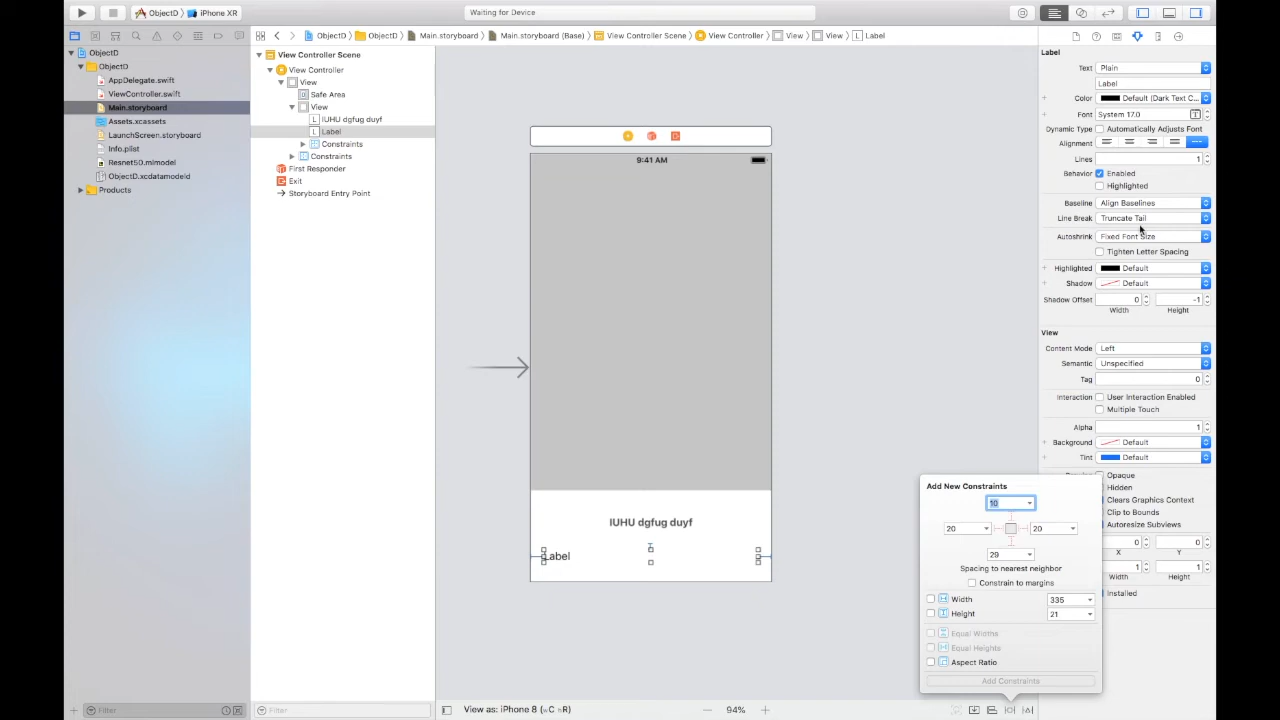 ObjectD iPhone XR
Waiting for Device
ObjectD ObjectD Main.storyboard Main.storyboard (Base) View Controller Scene View Controller View View L Label
ObjectD
ObjectD
AppDelegate.swift
ViewController.swift
Main.storyboard
Assets.xcassets
LaunchScreen.storyboard
Info.plist
Resnet50.mlmodel
ObjectD.xcdatamodeld
Products
Filter
View Controller Scene
View Controller
View
Safe Area
View
L IUHU dgfug duyf
L Label
Constraints
Constraints
First Responder
Exit
Storyboard Entry Point
Filter
9:41 AM
IUHU dgfug duyf
Label
View as: iPhone 8 (wC hR)
94%
Label
Text Plain
Label
Color Default (Dark Text C...
Font System 17.0
Dynamic Type Automatically Adjusts Font
Alignment
Lines 1
Behavior Enabled
Highlighted
Baseline Align Baselines
Line Break Truncate Tail
Autoshrink Fixed Font Size
Tighten Letter Spacing
Highlighted Default
Shadow Default
Shadow Offset 0 -1
Width Height
View
Content Mode Left
Semantic Unspecified
Tag 0
Interaction User Interaction Enabled
Multiple Touch
Alpha 1
Background Default
Tint Default
Opaque
Hidden
Clears Graphics Context
Clip to Bounds
Autoresize Subviews
0 0
X Y
1 1
Width Height
Installed
Add New Constraints
10
20 20
29
Spacing to nearest neighbor
Constrain to margins
Width 335
Height 21
Equal Widths
Equal Heights
Aspect Ratio
Add Constraints